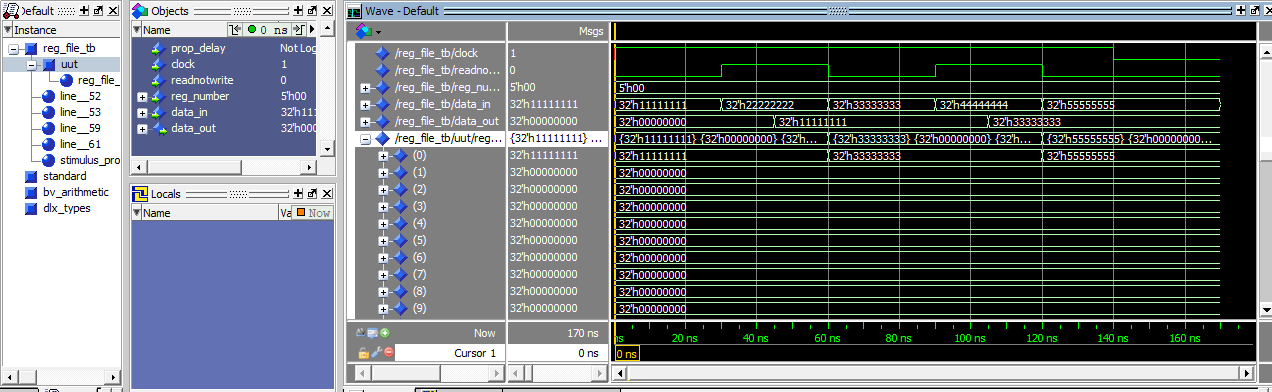 Default
Instance
reg_file_tb
uut
reg_file_
line__52
line__53
line__59
line__61
stimulus_pro
standard
bv_arithmetic
dlx_types
Objects
Name
0 ns
prop_delay Not Log
clock 1
readnotwrite 0
reg_number 5'h00
data_in 32'h11
data_out 32'h00
Locals
Name Va Now
Wave - Default
Msgs
/reg_file_tb/clock 1
/reg_file_tb/readno... 0
/reg_file_tb/reg_nu... 5'h00 5'h00
/reg_file_tb/data_in 32'h11111111 32'h11111111 32'h22222222 32'h33333333 32'h44444444 32'h55555555
/reg_file_tb/data_out 32'h00000000 32'h00000000 32'h11111111 32'h33333333
/reg_file_tb/uut/reg... {32'h11111111} ... {32'h11111111} {32'h00000000} {32'h... {32'h33333333} {32'h00000000} {32'h... {32'h55555555} {32'h00000000...
(0) 32'h11111111 32'h11111111 32'h33333333 32'h55555555
(1) 32'h00000000 32'h00000000
(2) 32'h00000000 32'h00000000
(3) 32'h00000000 32'h00000000
(4) 32'h00000000 32'h00000000
(5) 32'h00000000 32'h00000000
(6) 32'h00000000 32'h00000000
(7) 32'h00000000 32'h00000000
(8) 32'h00000000 32'h00000000
(9) 32'h00000000 32'h00000000
Now 170 ns ns 20 ns 40 ns 60 ns 80 ns 100 ns 120 ns 140 ns 160 ns
Cursor 1 0 ns 0 ns